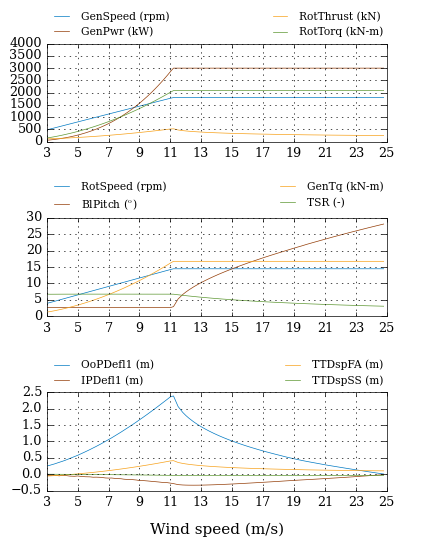 GenSpeed (rpm) RotThrust (kN)
GenPwr (kW) RotTorq (kN-m)
4000
3500
3000
2500
2000
1500
1000
500
0
3 5 7 9 11 13 15 17 19 21 23 25
RotSpeed (rpm) GenTq (kN-m)
BlPitch (°) TSR (-)
30
25
20
15
10
5
0
3 5 7 9 11 13 15 17 19 21 23 25
OoPDefl1 (m) TTDspFA (m)
IPDefl1 (m) TTDspSS (m)
2.5
2.0
1.5
1.0
0.5
0.0
−0.5
3 5 7 9 11 13 15 17 19 21 23 25
Wind speed (m/s)